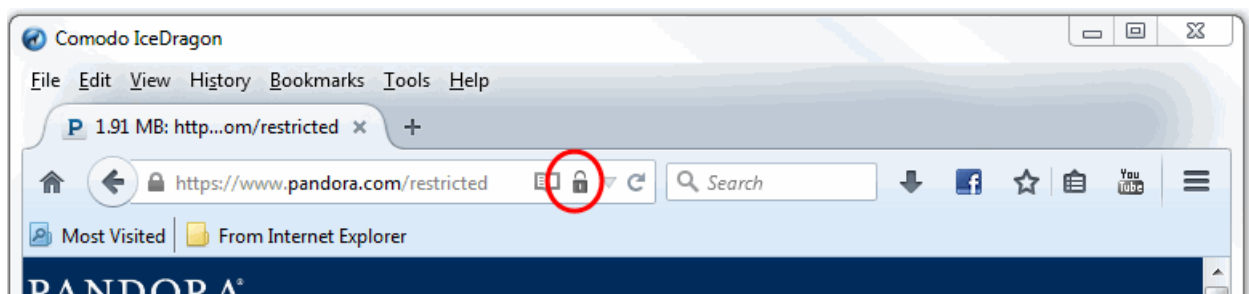 Comodo IceDragon
File Edit View History Bookmarks Tools Help
P 1.91 MB: http...om/restricted
https://www.pandora.com/restricted Search You Tube
Most Visited From Internet Explorer
PANDORA®